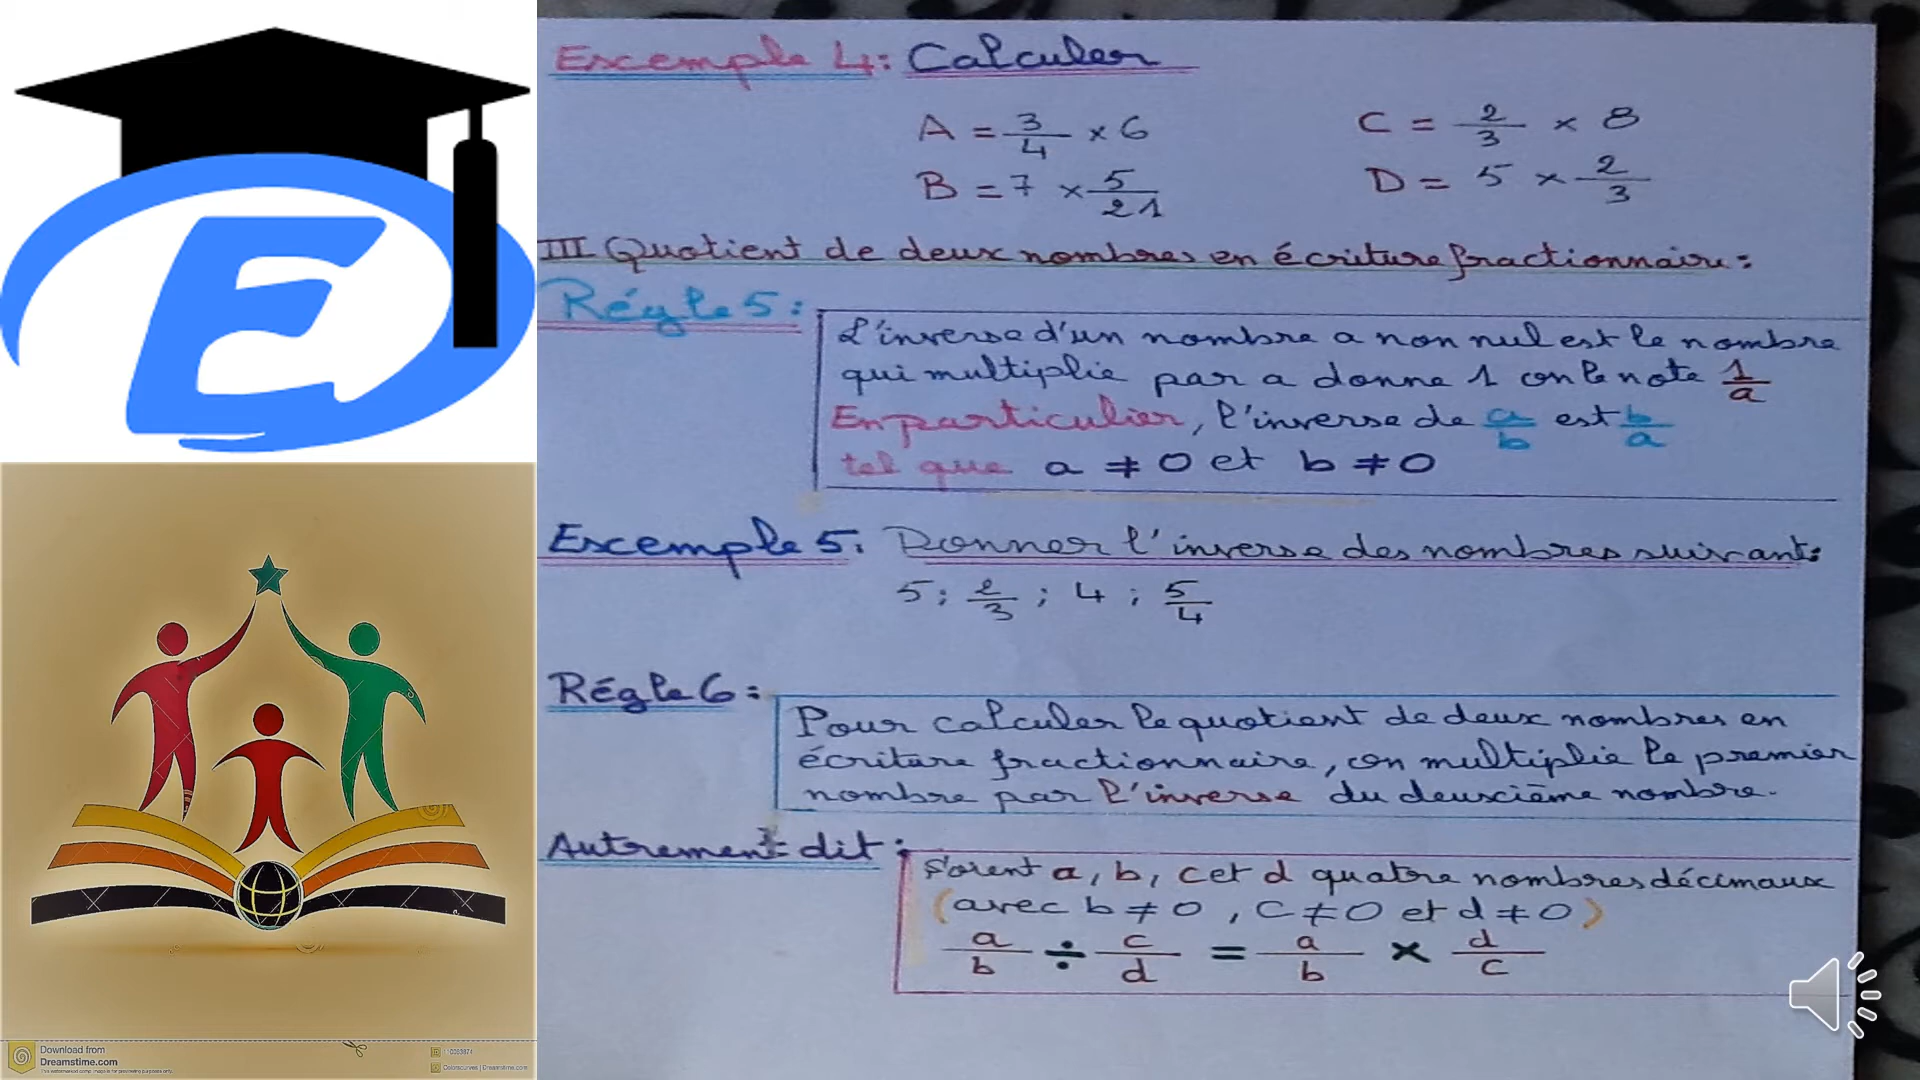 Exemple 4: Calculer
A = 3/4 × 6
C = 2/3 × 8
B = 7 × 5/21
D = 5 × 2/3
III Quotient de deux nombres en écriture fractionnaire:
Régle 5:
L'inverse d'un nombre a non nul est le nombre
qui multiplie par a donne 1 on le note 1/a
En particulier, l'inverse de a/b est b/a
tel que a ≠ 0 et b ≠ 0
Exemple 5: Donner l'inverse des nombres suivants
5 ; 2/3 ; 4 ; 5/4
Régle 6:
Pour calculer le quotient de deux nombres en
écriture fractionnaire, on multiplie le premier
nombre par l'inverse du deuxième nombre.
Autrement dit:
Soient a, b, c et d quatre nombres décimaux
(avec b ≠ 0, c ≠ 0 et d ≠ 0)
a/b ÷ c/d = a/b × d/c
E
Download from
Dreamstime.com